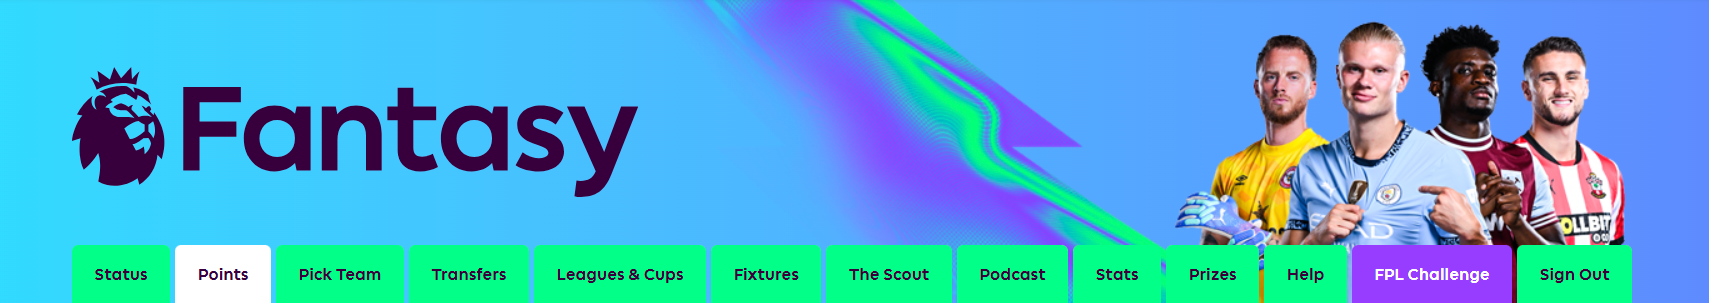 Fantasy
Status
Points
Pick Team
Transfers
Leagues & Cups
Fixtures
The Scout
Podcast
Stats
Prizes
Help
FPL Challenge
Sign Out